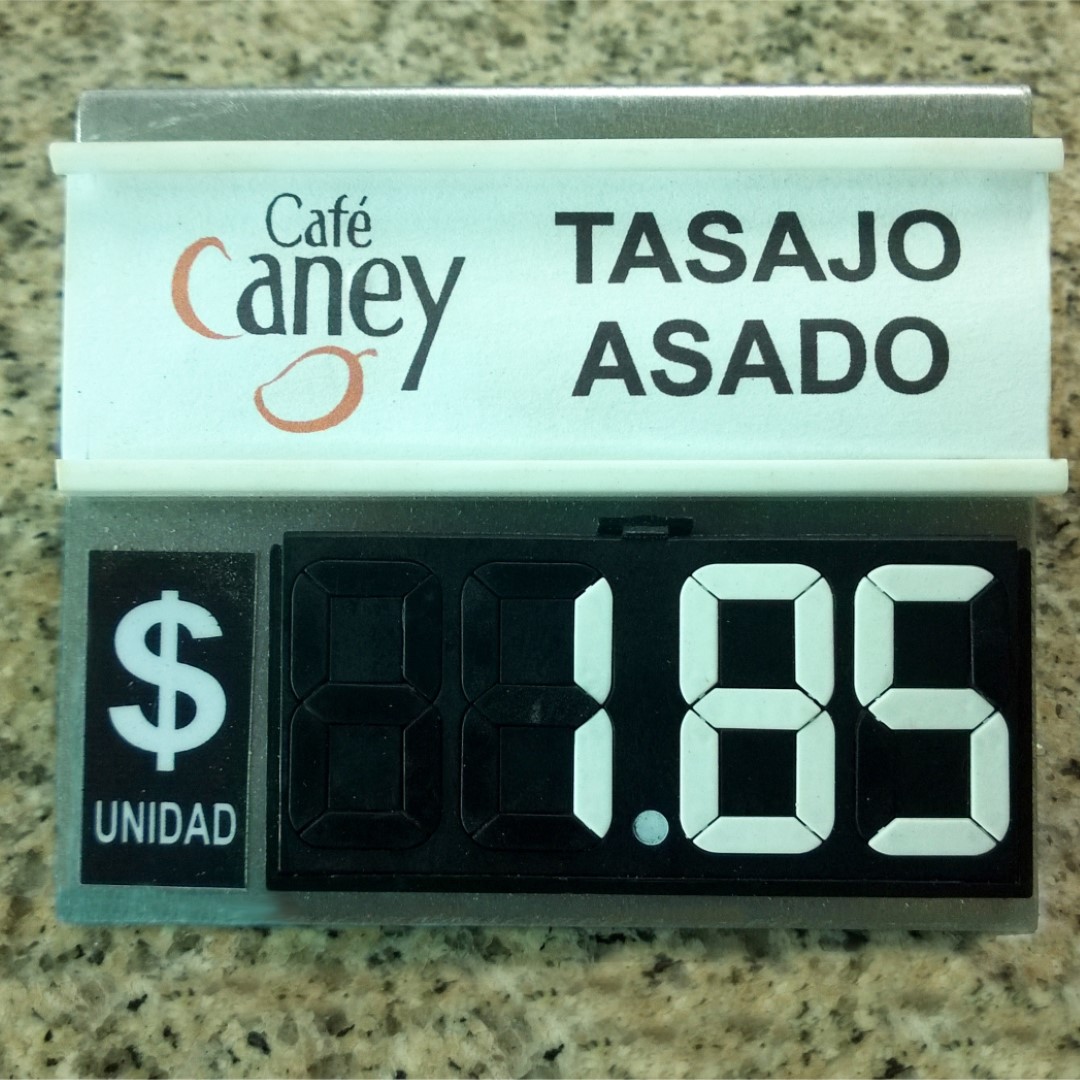 Café
Caney
TASAJO
ASADO
$
UNIDAD
1.85